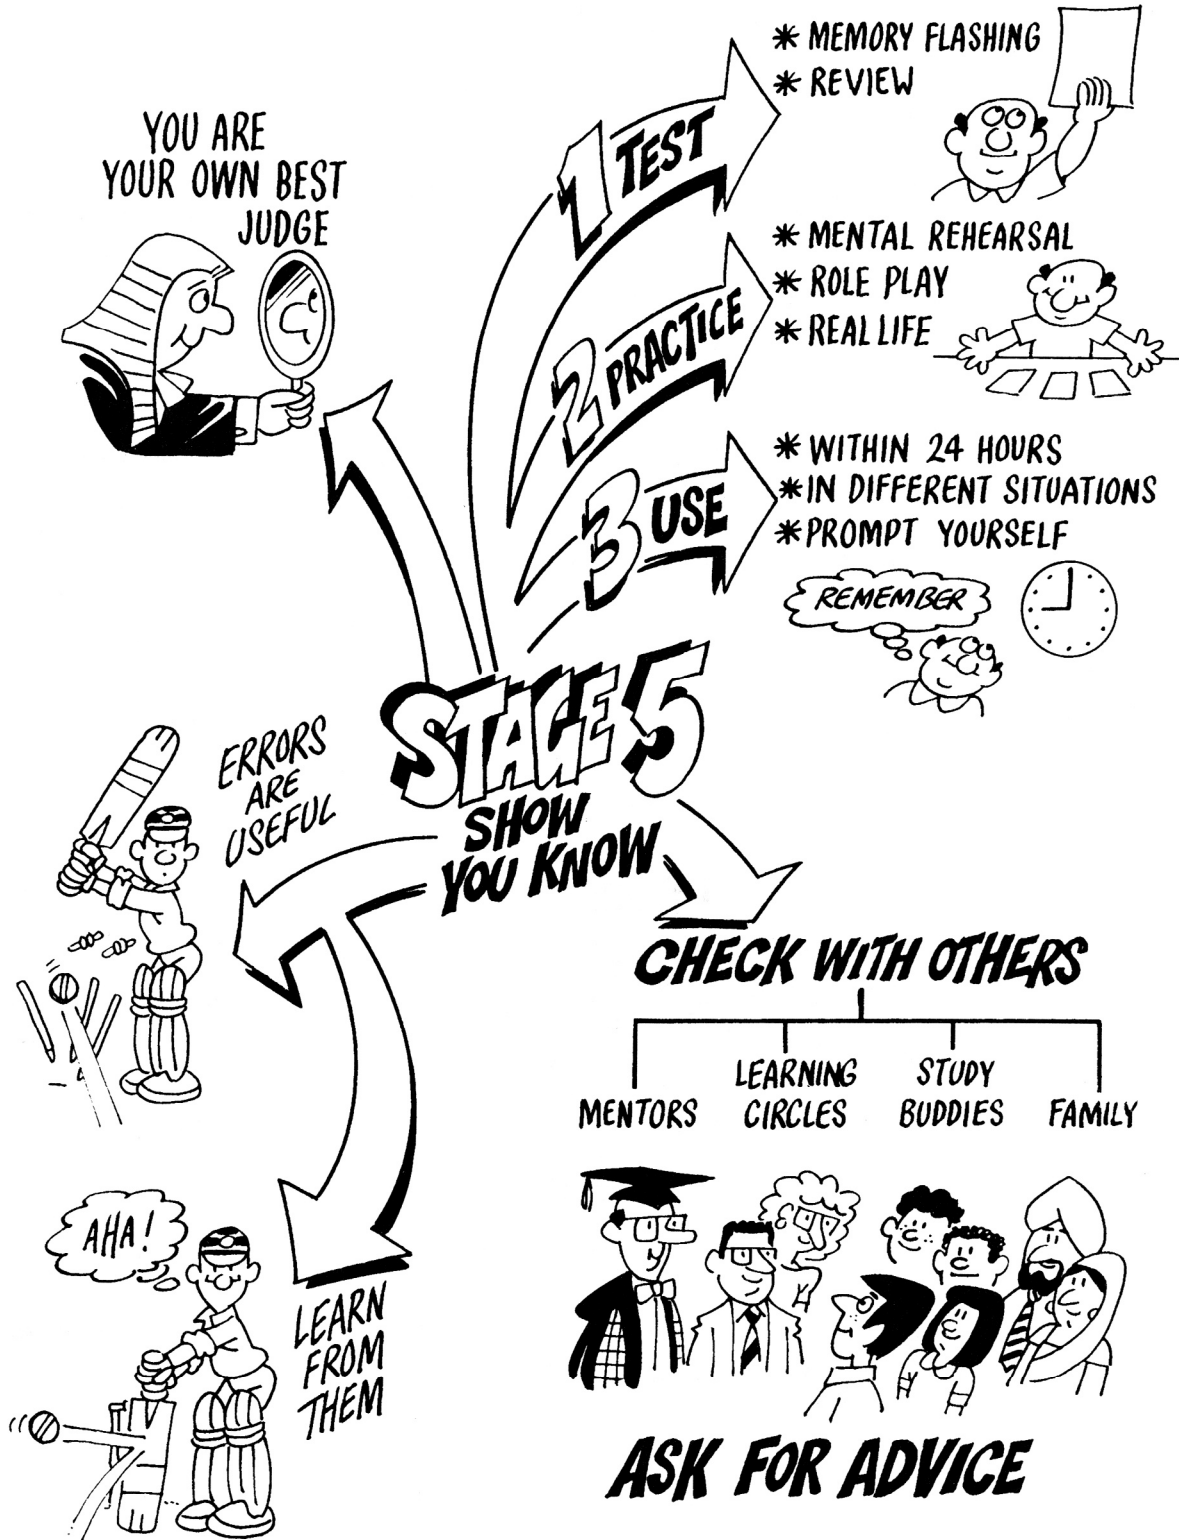 YOU ARE
YOUR OWN BEST
JUDGE
1 TEST
* MEMORY FLASHING
* REVIEW
2 PRACTICE
* MENTAL REHEARSAL
* ROLE PLAY
* REAL LIFE
3 USE
* WITHIN 24 HOURS
* IN DIFFERENT SITUATIONS
* PROMPT YOURSELF
REMEMBER
STAGE 5
SHOW
YOU KNOW
ERRORS
ARE
USEFUL
AHA!
LEARN
FROM
THEM
CHECK WITH OTHERS
MENTORS
LEARNING
CIRCLES
STUDY
BUDDIES
FAMILY
ASK FOR ADVICE